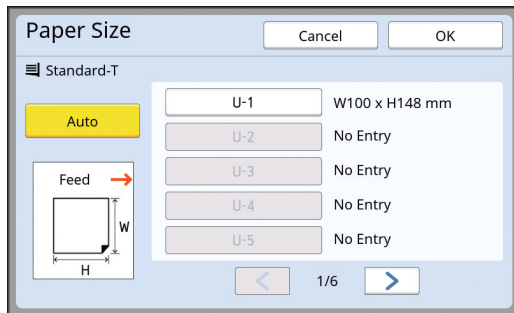 Paper Size
Cancel
OK
Standard-T
Auto
Feed
W
H
U-1 W100 x H148 mm
U-2 No Entry
U-3 No Entry
U-4 No Entry
U-5 No Entry
1/6